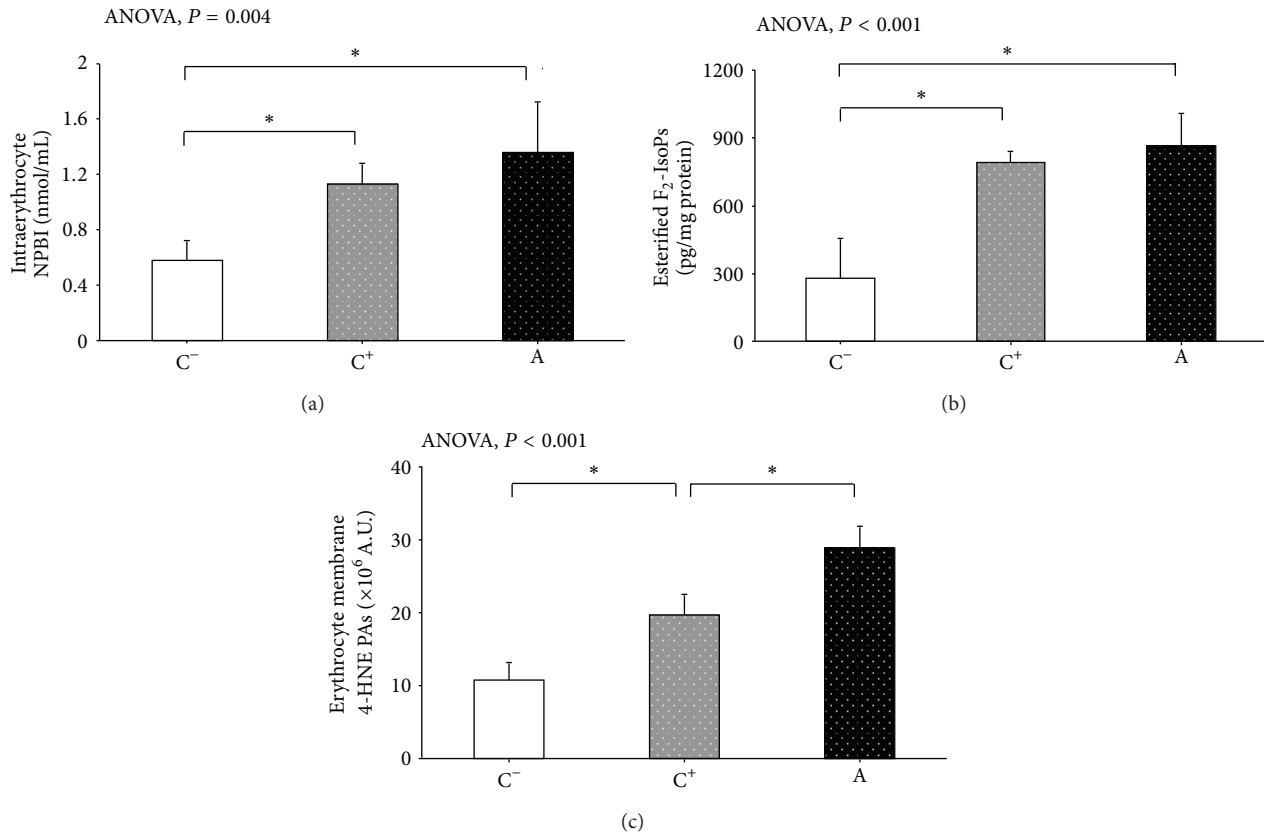 ANOVA, P = 0.004
Intraerythrocyte
NPBI (nmol/mL)
2
1.6
1.2
0.8
0.4
0
*
*
C⁻ C⁺ A
(a)
ANOVA, P < 0.001
Esterified F₂-IsoPs
(pg/mg protein)
1200
900
600
300
0
*
*
C⁻ C⁺ A
(b)
ANOVA, P < 0.001
Erythrocyte membrane
4-HNE PAs (×10⁶ A.U.)
40
30
20
10
0
* *
C⁻ C⁺ A
(c)